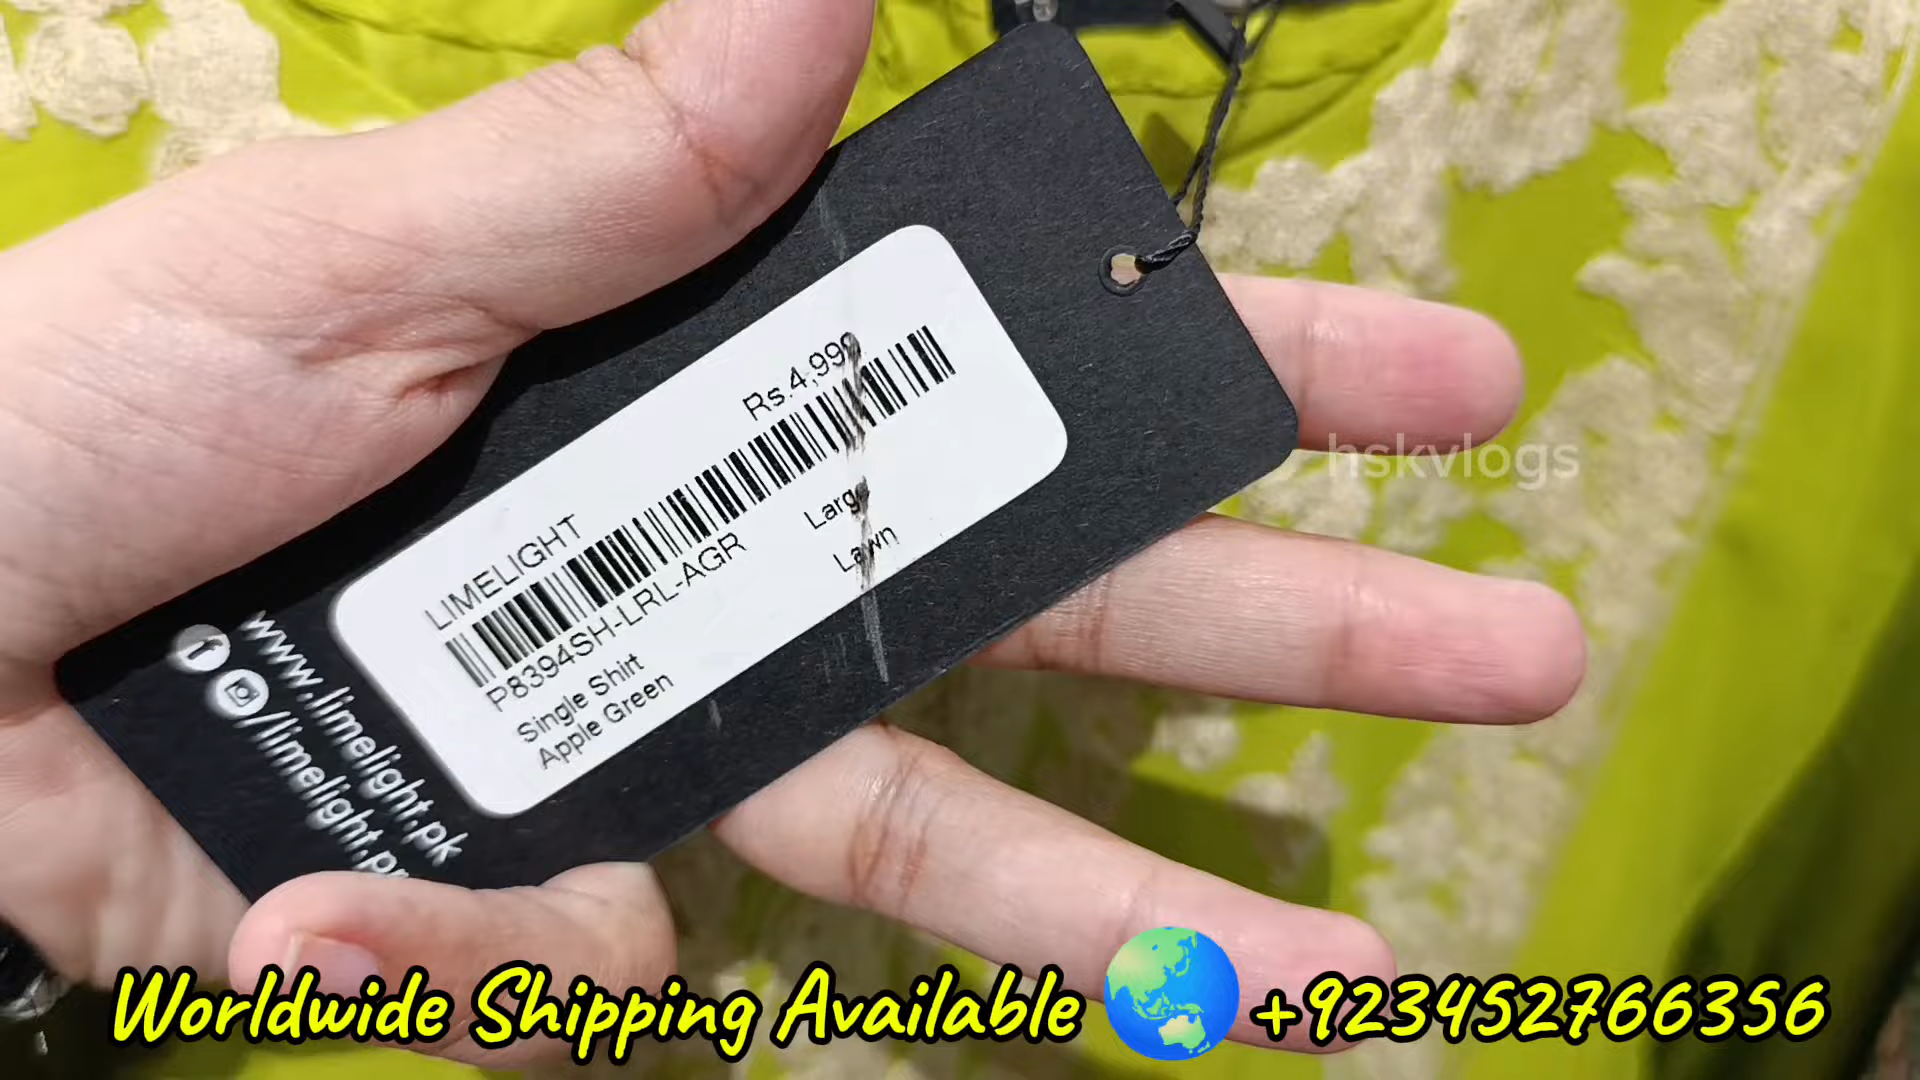 Rs.4,999
LIMELIGHT
P8394SH-LRL-AGR
Large
Single Shirt
Lawn
Apple Green
www.limelight.pk
/limelight.p
hskvlogs
Worldwide Shipping Available 🌏 +923452766356